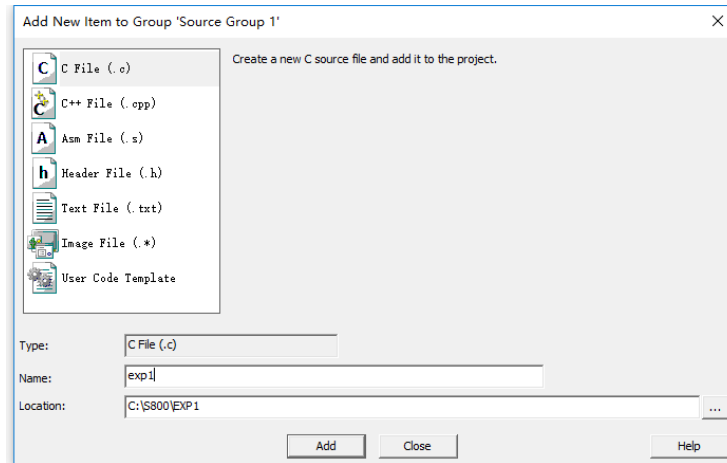 Add New Item to Group 'Source Group 1'
C File (.c)
Create a new C source file and add it to the project.
C++ File (.cpp)
Asm File (.s)
Header File (.h)
Text File (.txt)
Image File (.*)
User Code Template
Type:
C File (.c)
Name:
exp1
Location:
C:\S800\EXP1
...
Add
Close
Help